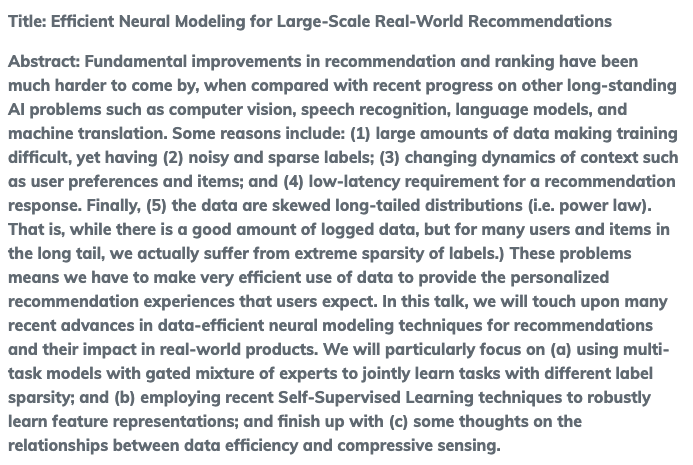 Title: Efficient Neural Modeling for Large-Scale Real-World Recommendations
Abstract: Fundamental improvements in recommendation and ranking have been
much harder to come by, when compared with recent progress on other long-standing
AI problems such as computer vision, speech recognition, language models, and
machine translation. Some reasons include: (1) large amounts of data making training
difficult, yet having (2) noisy and sparse labels; (3) changing dynamics of context such
as user preferences and items; and (4) low-latency requirement for a recommendation
response. Finally, (5) the data are skewed long-tailed distributions (i.e. power law).
That is, while there is a good amount of logged data, but for many users and items in
the long tail, we actually suffer from extreme sparsity of labels.) These problems
means we have to make very efficient use of data to provide the personalized
recommendation experiences that users expect. In this talk, we will touch upon many
recent advances in data-efficient neural modeling techniques for recommendations
and their impact in real-world products. We will particularly focus on (a) using multi-
task models with gated mixture of experts to jointly learn tasks with different label
sparsity; and (b) employing recent Self-Supervised Learning techniques to robustly
learn feature representations; and finish up with (c) some thoughts on the
relationships between data efficiency and compressive sensing.